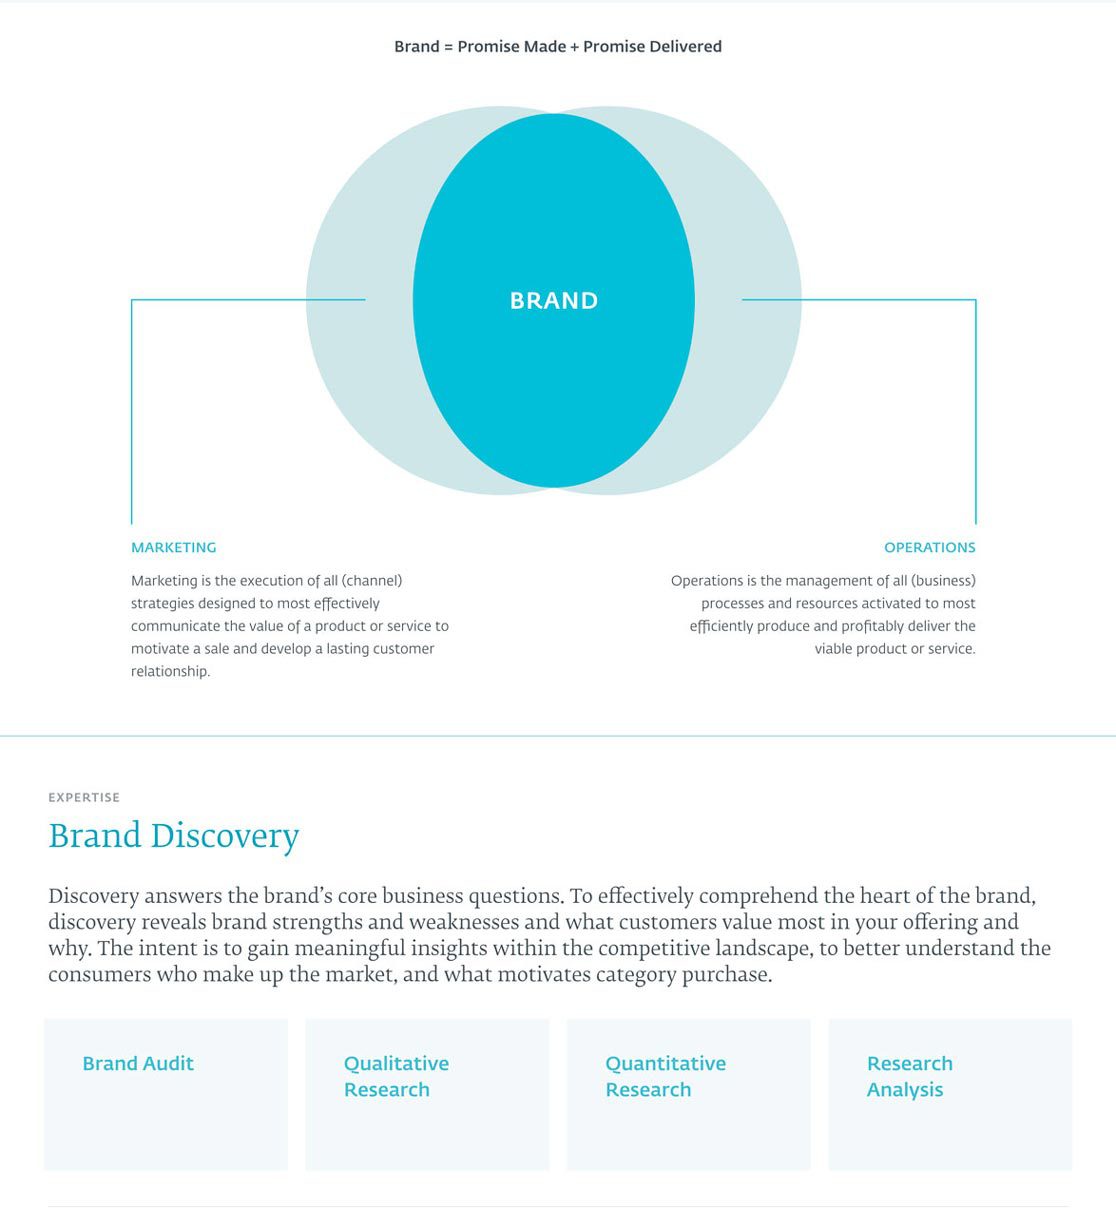 Brand = Promise Made + Promise Delivered
BRAND
MARKETING
Marketing is the execution of all (channel)
strategies designed to most effectively
communicate the value of a product or service to
motivate a sale and develop a lasting customer
relationship.
OPERATIONS
Operations is the management of all (business)
processes and resources activated to most
efficiently produce and profitably deliver the
viable product or service.
EXPERTISE
Brand Discovery
Discovery answers the brand’s core business questions. To effectively comprehend the heart of the brand,
discovery reveals brand strengths and weaknesses and what customers value most in your offering and
why. The intent is to gain meaningful insights within the competitive landscape, to better understand the
consumers who make up the market, and what motivates category purchase.
Brand Audit
Qualitative
Research
Quantitative
Research
Research
Analysis